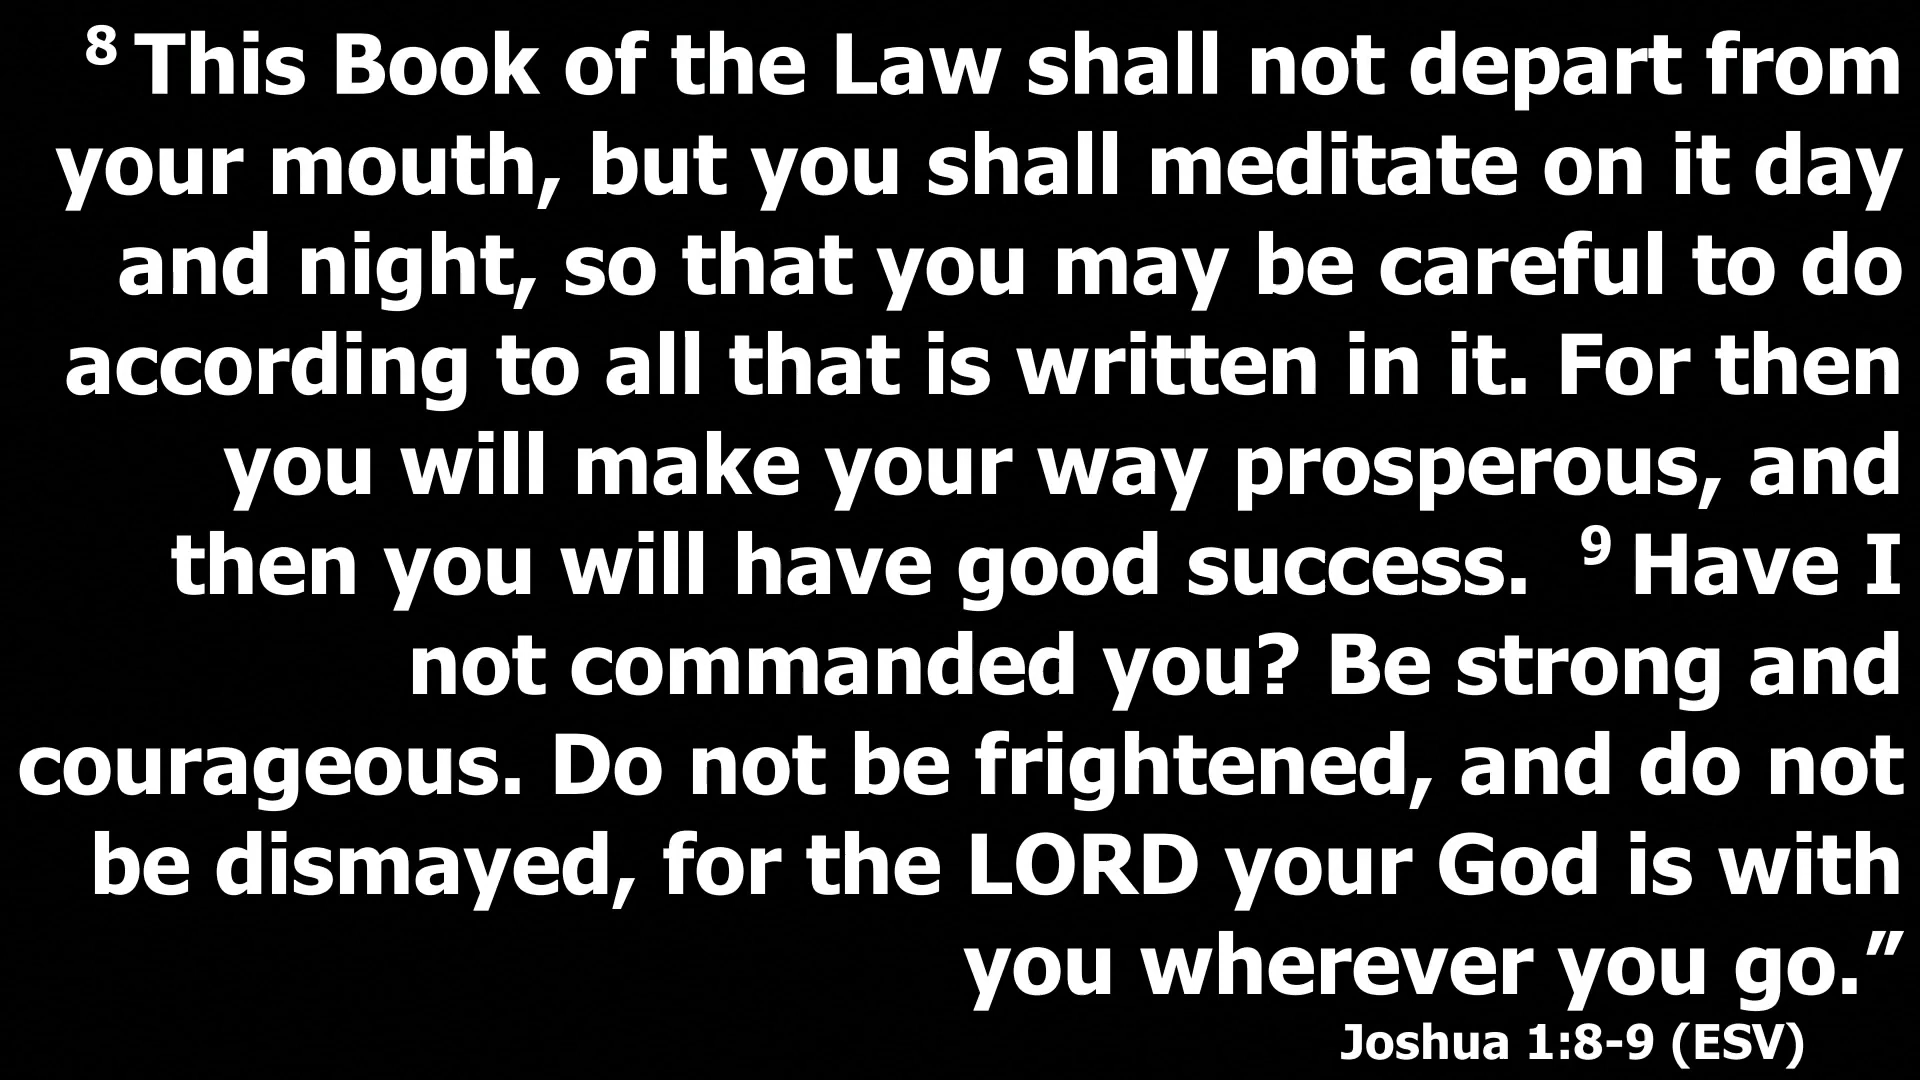 8 This Book of the Law shall not depart from
your mouth, but you shall meditate on it day
and night, so that you may be careful to do
according to all that is written in it. For then
you will make your way prosperous, and
then you will have good success.  9 Have I
not commanded you? Be strong and
courageous. Do not be frightened, and do not
be dismayed, for the LORD your God is with
you wherever you go.”
Joshua 1:8-9 (ESV)